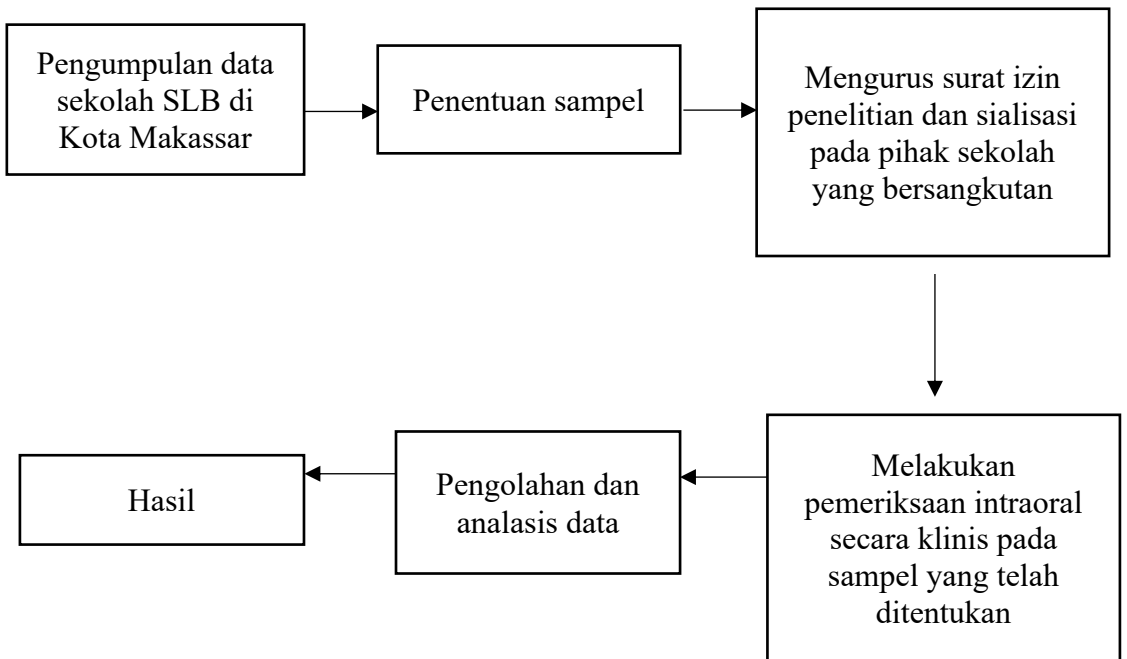 Pengumpulan data
sekolah SLB di
Kota Makassar
Penentuan sampel
Mengurus surat izin
penelitian dan sialisasi
pada pihak sekolah
yang bersangkutan
Melakukan
pemeriksaan intraoral
secara klinis pada
sampel yang telah
ditentukan
Pengolahan dan
analasis data
Hasil